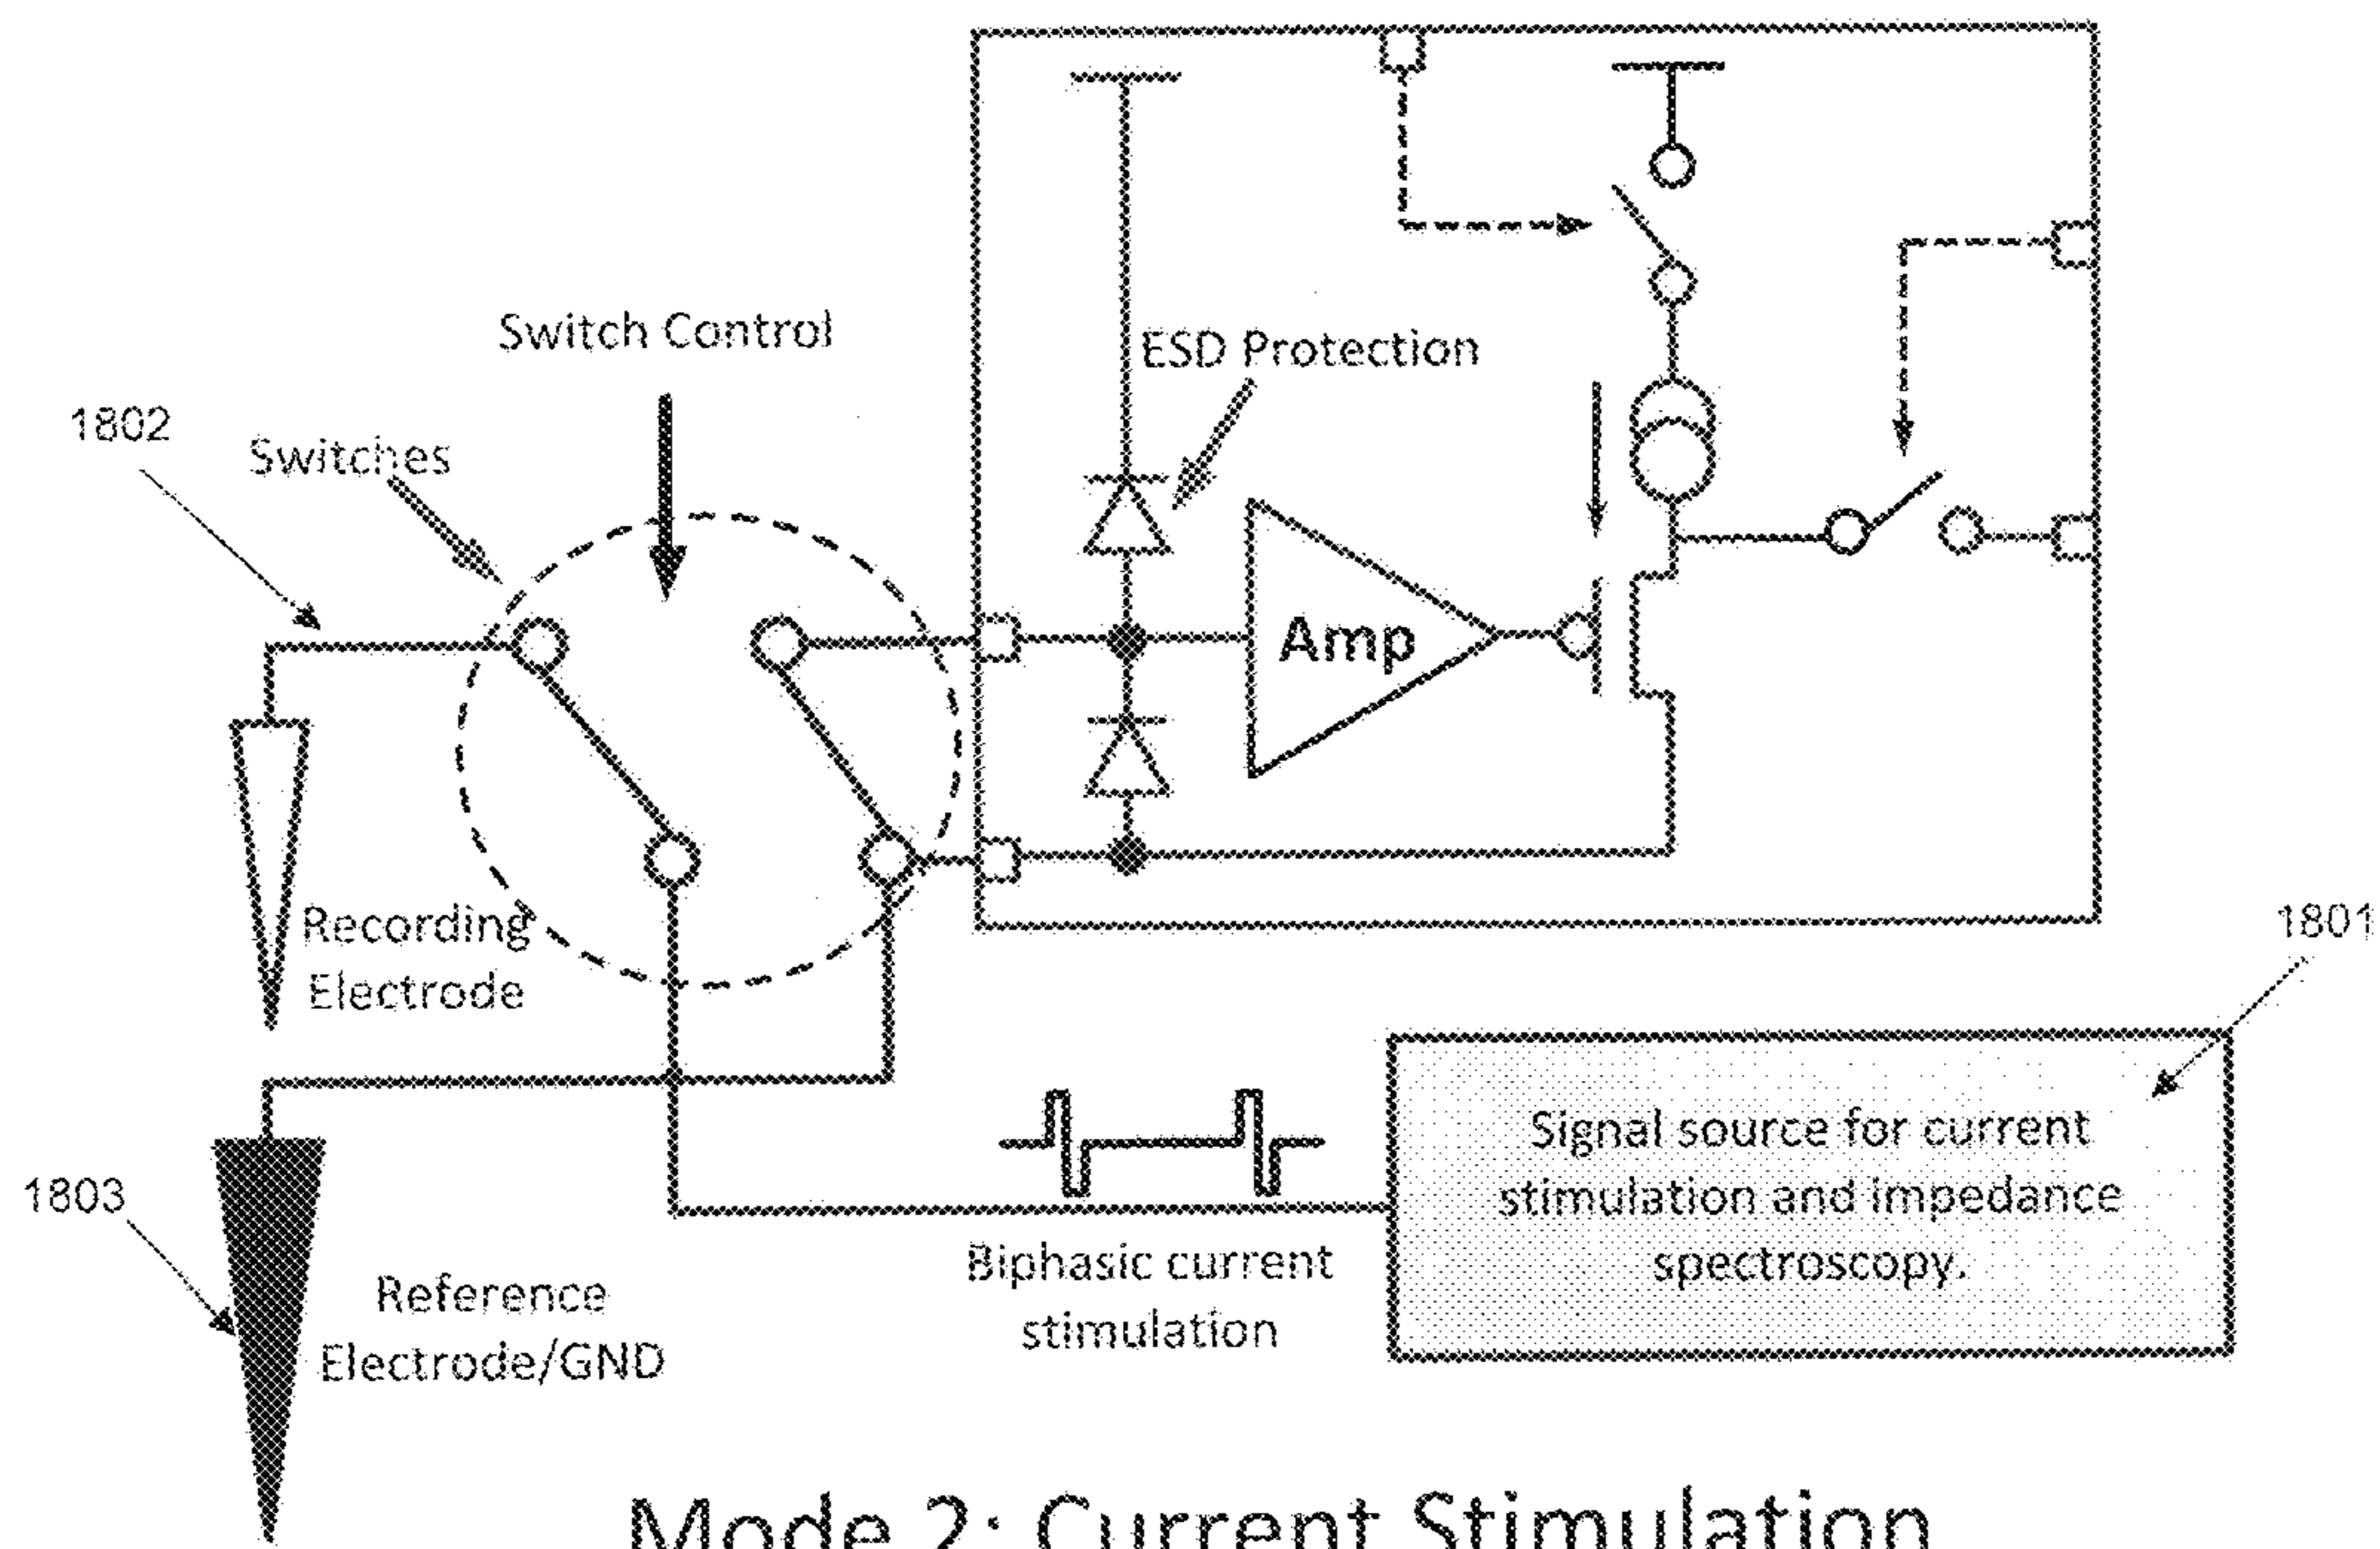 Switch Control
ESD Protection
1802
Switches
Amp
Recording
Electrode
1801
Signal source for current
stimulation and impedance
spectroscopy.
1803
Biphasic current
stimulation
Reference
Electrode/GND
Mode 2: Current Stimulation